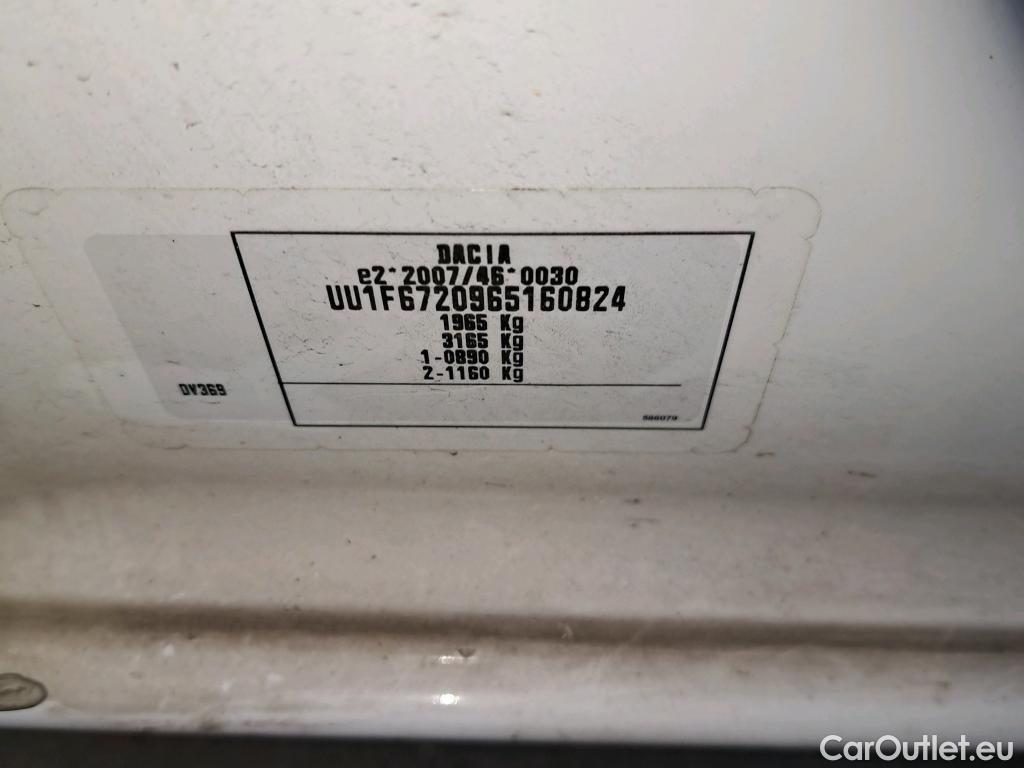 DACIA
e2*2007/46*0030
UU1F6720965160824
1965 Kg
3165 Kg
1-0890 Kg
2-1160 Kg
DV369
586079
CarOutlet.eu